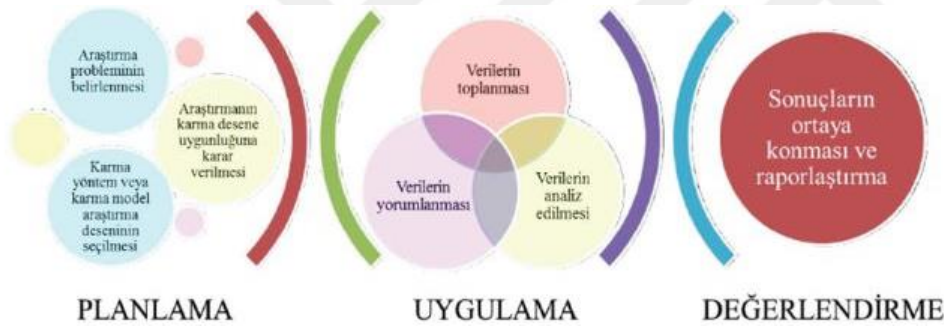 Araştırma
probleminin
belirlenmesi
Araştırmanın
karma desene
uygunluğuna
karar
verilmesi
Karma
yöntem veya
karma model
araştırma
deseninin
seçilmesi
PLANLAMA
Verilerin
toplanması
Verilerin
yorumlanması
Verilerin
analiz
edilmesi
UYGULAMA
Sonuçların
ortaya
konması ve
raporlaştırma
DEĞERLENDİRME